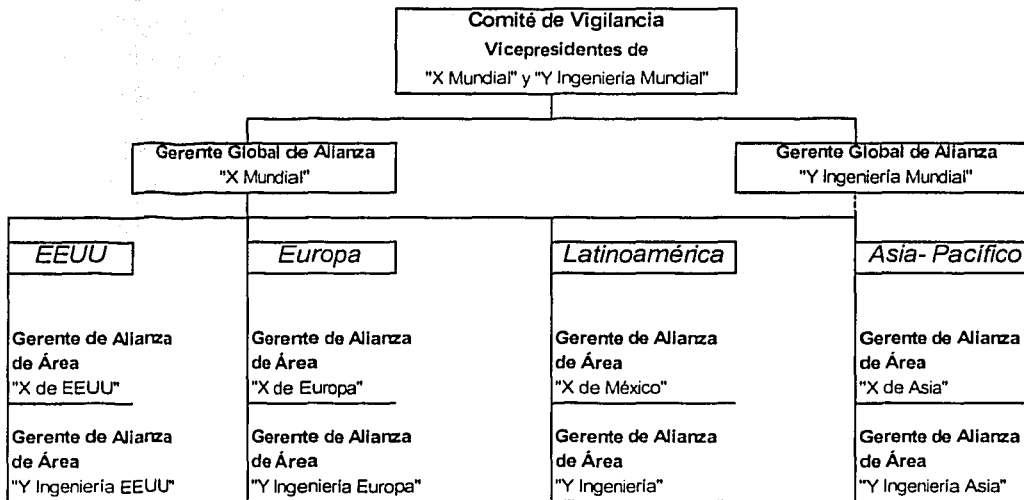 Comité de Vigilancia
Vicepresidentes de
"X Mundial" y "Y Ingeniería Mundial"
Gerente Global de Alianza
"X Mundial"
Gerente Global de Alianza
"Y Ingeniería Mundial"
EEUU
Europa
Latinoamérica
Asia- Pacífico
Gerente de Alianza
de Área
"X de EEUU"
Gerente de Alianza
de Área
"X de Europa"
Gerente de Alianza
de Área
"X de México"
Gerente de Alianza
de Área
"X de Asia"
Gerente de Alianza
de Área
"Y Ingeniería EEUU"
Gerente de Alianza
de Área
"Y Ingeniería Europa"
Gerente de Alianza
de Área
"Y Ingeniería"
Gerente de Alianza
de Área
"Y Ingeniería Asia"